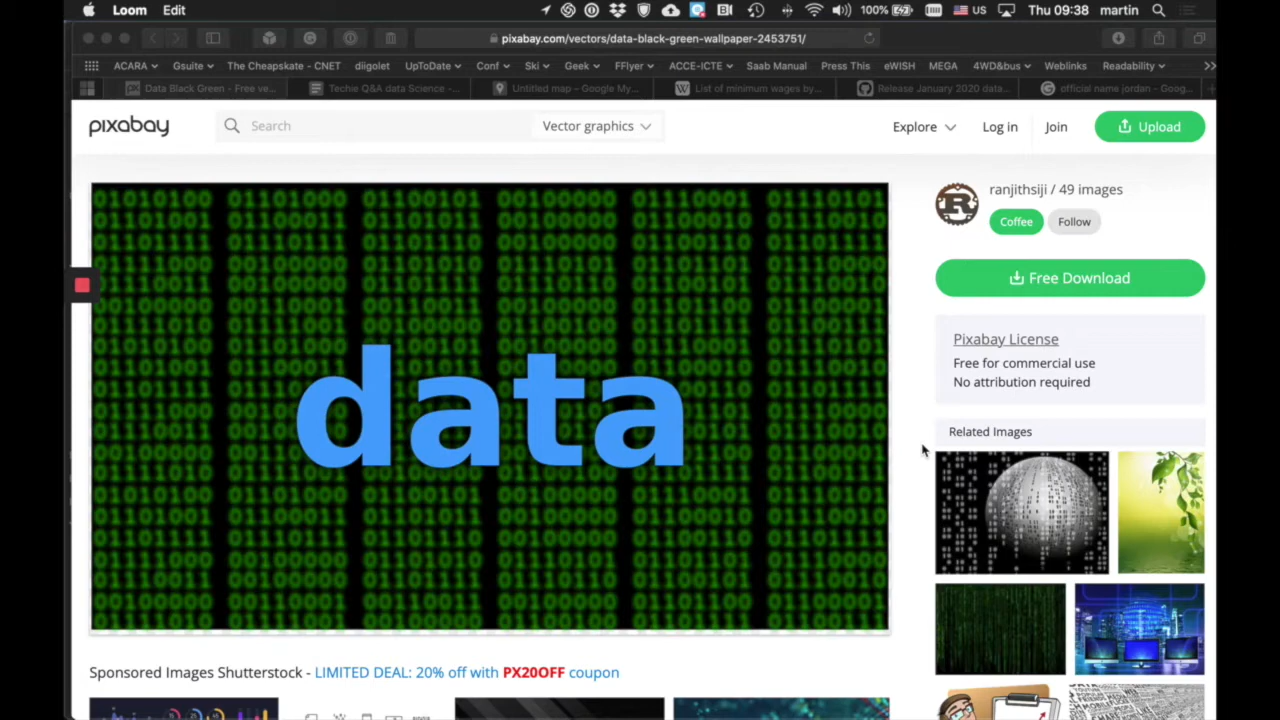 Loom Edit 100% US Thu 09:38 martin
pixabay.com/vectors/data-black-green-wallpaper-2453751/
ACARA Gsuite The Cheapskate - CNET diigolet UpToDate Conf Ski Geek FFlyer ACCE-ICTE Saab Manual Press This eWISH MEGA 4WD&bus Weblinks Readability
Data Black Green - Free ve... Techie Q&A data Science -... Untitled map – Google My... List of minimum wages by... Release January 2020 data... official name jordan - Goog...
pixabay Search Vector graphics Explore Log in Join Upload
ranjithsiji / 49 images
Coffee Follow
Free Download
Pixabay License
Free for commercial use
No attribution required
data
Related Images
Sponsored Images Shutterstock - LIMITED DEAL: 20% off with PX20OFF coupon